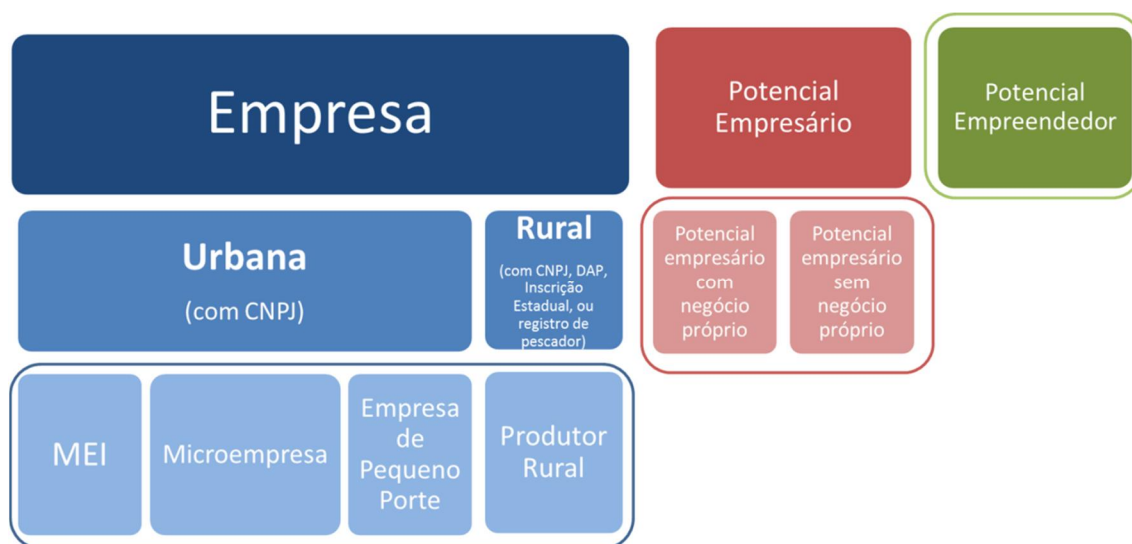 Empresa
Potencial
Empresário
Potencial
Empreendedor
Urbana
(com CNPJ)
Rural
(com CNPJ, DAP,
Inscrição
Estadual, ou
registro de
pescador)
Potencial
empresário
com
negócio
próprio
Potencial
empresário
sem
negócio
próprio
MEI
Microempresa
Empresa
de
Pequeno
Porte
Produtor
Rural